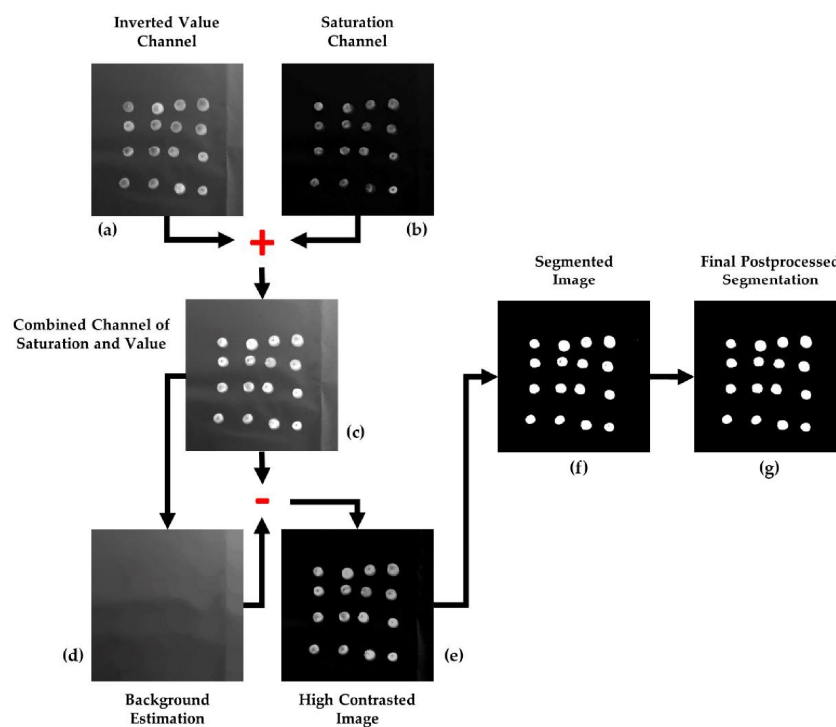 Inverted Value
Channel
Saturation
Channel
(a)
(b)
+
Combined Channel of
Saturation and Value
(c)
-
Segmented
Image
Final Postprocessed
Segmentation
(f)
(g)
(d)
(e)
Background
Estimation
High Contrasted
Image